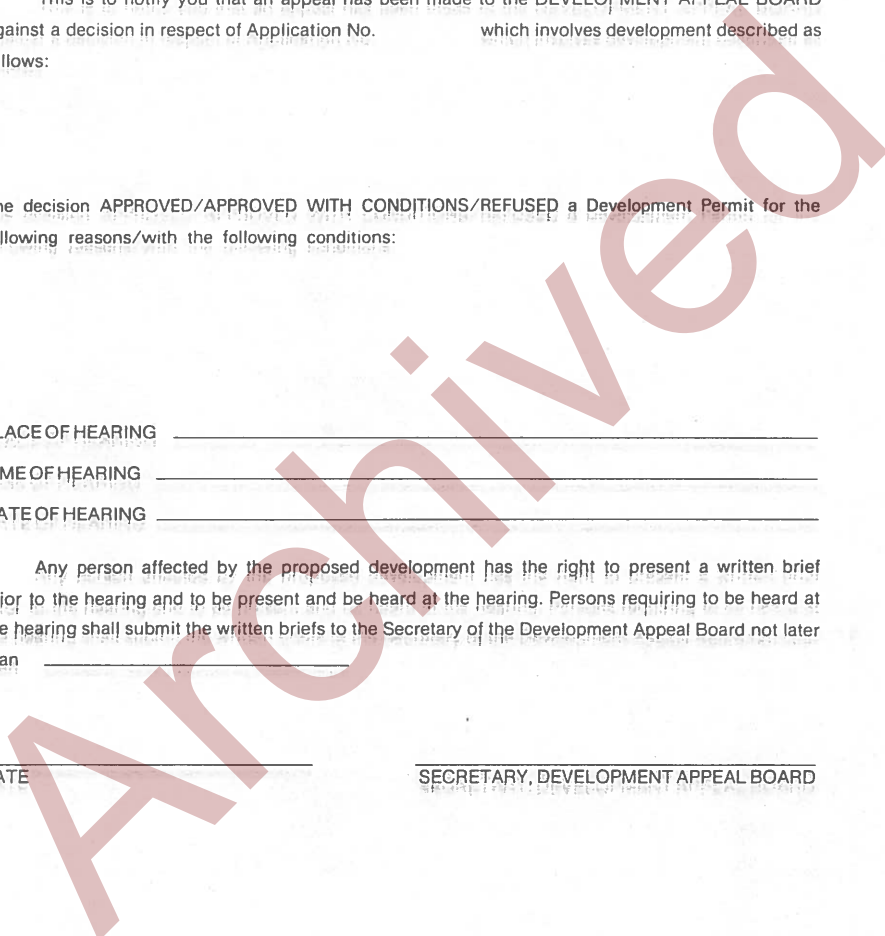 This is to notify you that an appeal has been made to the DEVELOPMENT APPEAL BOARD
gainst a decision in respect of Application No. which involves development described as
llows:
ne decision APPROVED/APPROVED WITH CONDITIONS/REFUSED a Development Permit for the
llowing reasons/with the following conditions:
LACE OF HEARING
ME OF HEARING
ATE OF HEARING
Any person affected by the proposed development has the right to present a written brief
ior to the hearing and to be present and be heard at the hearing. Persons requiring to be heard at
e hearing shall submit the written briefs to the Secretary of the Development Appeal Board not later
an
ATE
SECRETARY, DEVELOPMENT APPEAL BOARD
Archived